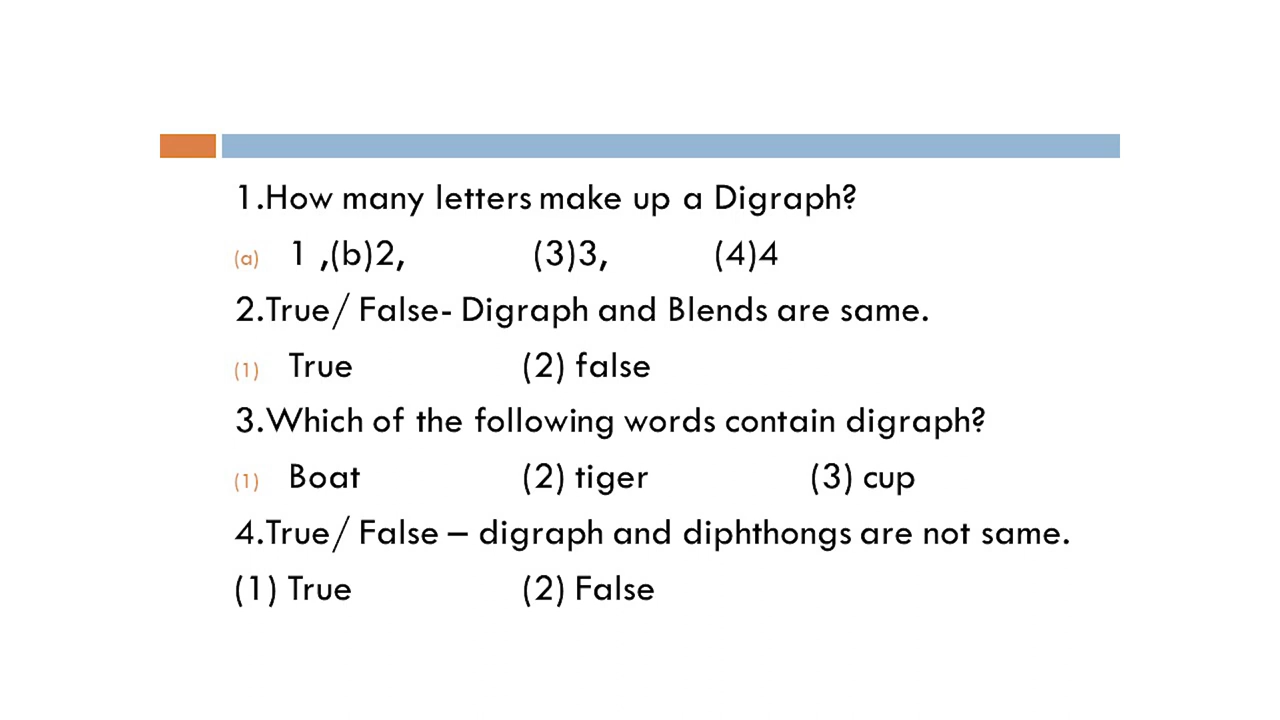 1.How many letters make up a Digraph?
(a) 1 ,(b)2, (3)3, (4)4
2.True/ False- Digraph and Blends are same.
(1) True (2) false
3.Which of the following words contain digraph?
(1) Boat (2) tiger (3) cup
4.True/ False – digraph and diphthongs are not same.
(1) True (2) False